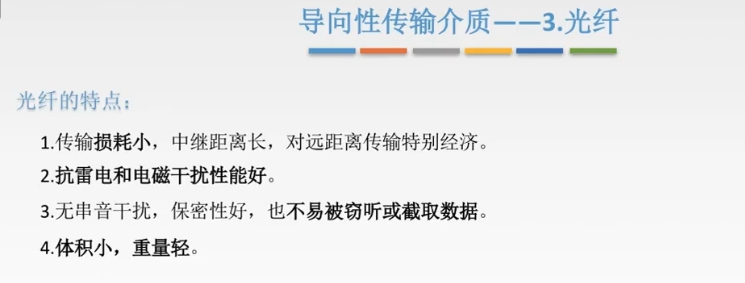 导向性传输介质——3.光纤
光纤的特点：
1.传输损耗小，中继距离长，对远距离传输特别经济。
2.抗雷电和电磁干扰性能好。
3.无串音干扰，保密性好，也不易被窃听或截取数据。
4.体积小，重量轻。